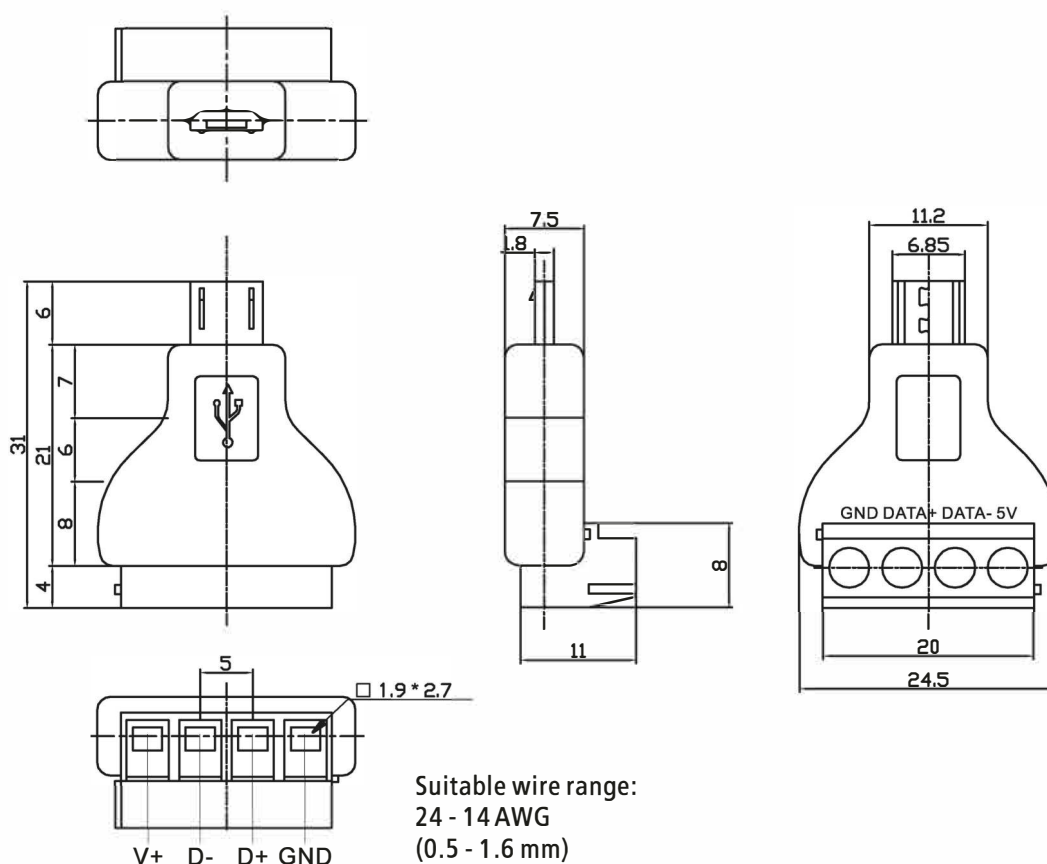 7.5
1.8
11.2
6.85
6
7
31
21
6
8
4
8
11
GND DATA+ DATA- 5V
20
24.5
5
□ 1.9 * 2.7
V+ D- D+ GND
Suitable wire range:
24 - 14 AWG
(0.5 - 1.6 mm)